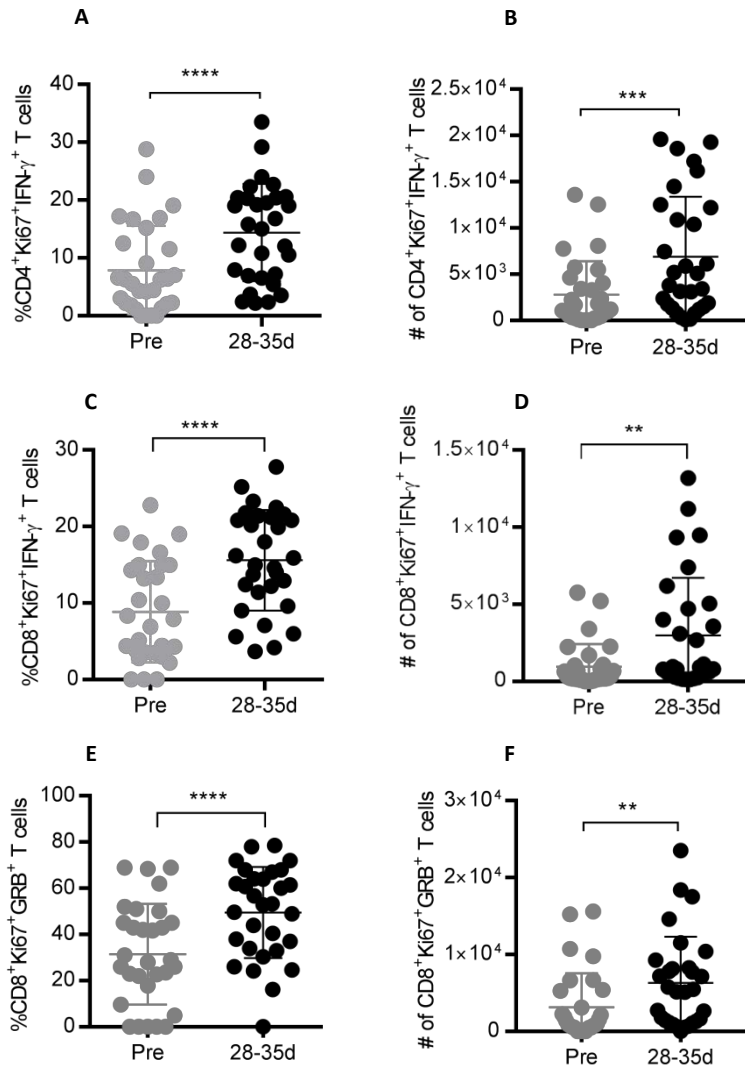 A
B
****
***
%CD4⁺Ki67⁺IFN-γ⁺ T cells
40
30
20
10
0
Pre
28-35d
# of CD4⁺Ki67⁺IFN-γ⁺ T cells
2.5×10⁴
2×10⁴
1.5×10⁴
1×10⁴
5×10³
0
Pre
28-35d
C
D
****
**
%CD8⁺Ki67⁺IFN-γ⁺ T cells
30
20
10
0
Pre
28-35d
# of CD8⁺Ki67⁺IFN-γ⁺ T cells
1.5×10⁴
1×10⁴
5×10³
0
Pre
28-35d
E
F
****
**
%CD8⁺Ki67⁺GRB⁺ T cells
100
80
60
40
20
0
Pre
28-35d
# of CD8⁺Ki67⁺GRB⁺ T cells
3×10⁴
2×10⁴
1×10⁴
0
Pre
28-35d